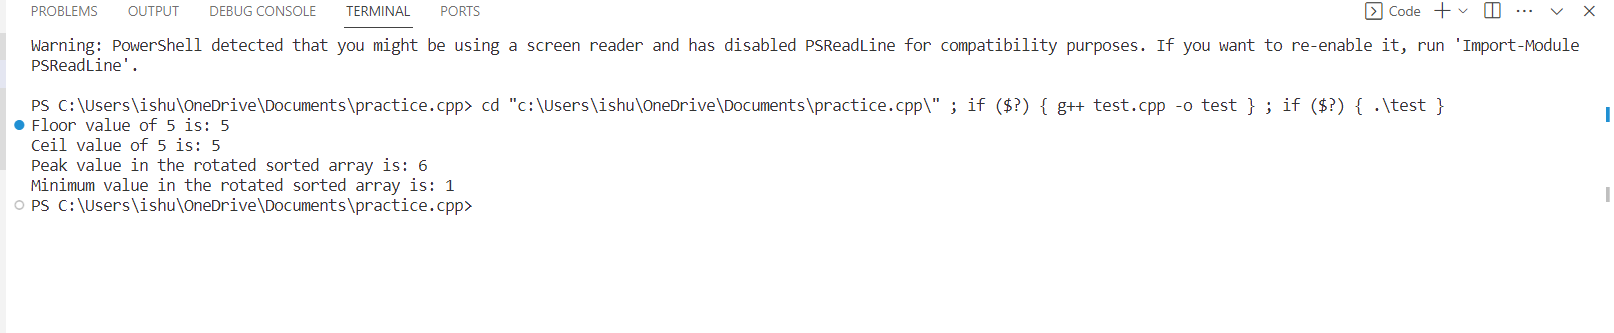 PROBLEMS OUTPUT DEBUG CONSOLE TERMINAL PORTS Code
Warning: PowerShell detected that you might be using a screen reader and has disabled PSReadLine for compatibility purposes. If you want to re-enable it, run 'Import-Module
PSReadLine'.
PS C:\Users\ishu\OneDrive\Documents\practice.cpp> cd "c:\Users\ishu\OneDrive\Documents\practice.cpp\" ; if ($?) { g++ test.cpp -o test } ; if ($?) { .\test }
Floor value of 5 is: 5
Ceil value of 5 is: 5
Peak value in the rotated sorted array is: 6
Minimum value in the rotated sorted array is: 1
PS C:\Users\ishu\OneDrive\Documents\practice.cpp>